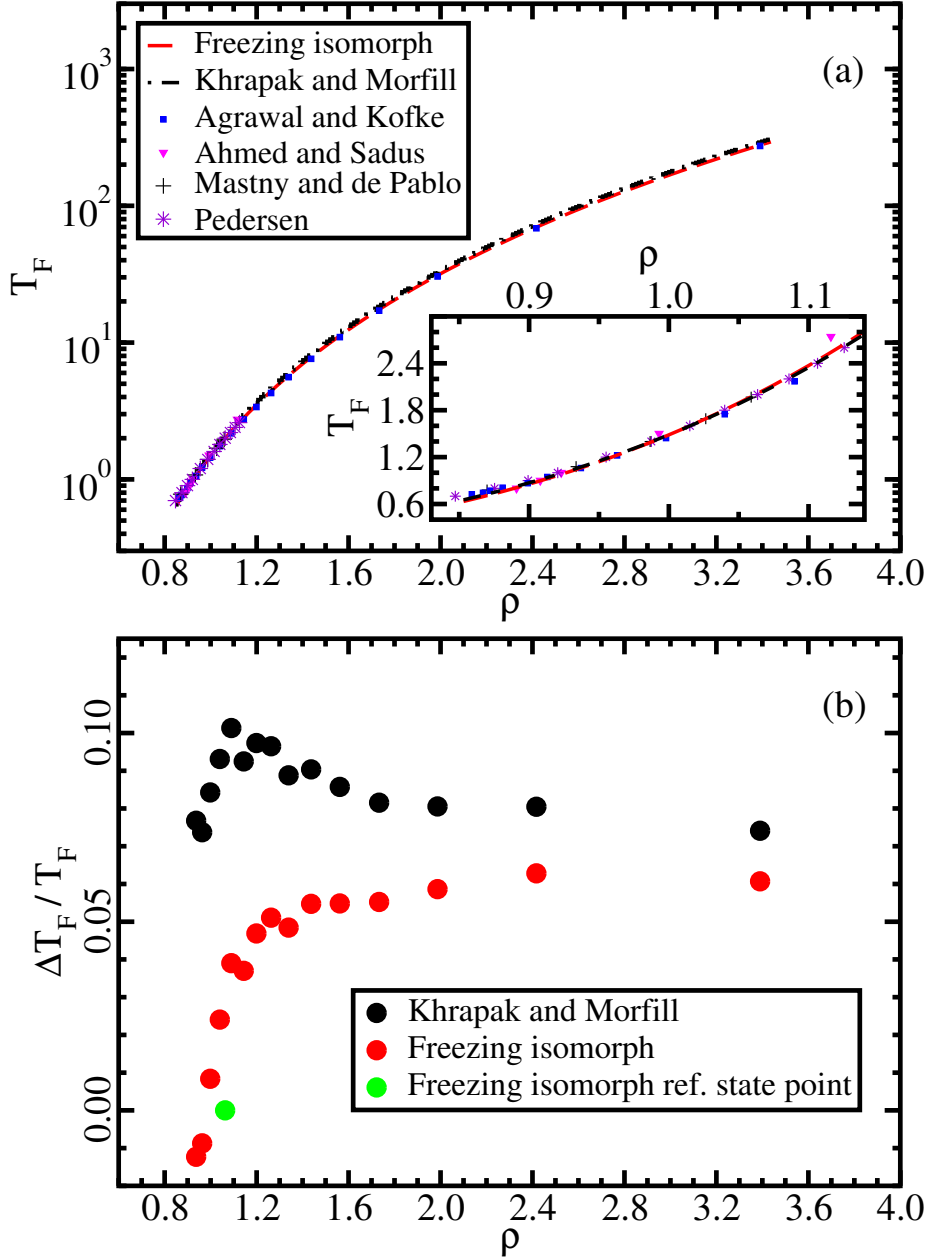 (a)
Freezing isomorph
Khrapak and Morfill
Agrawal and Kofke
Ahmed and Sadus
Mastny and de Pablo
Pedersen
10³
10²
10¹
10⁰
T_F
ρ
0.9 1.0 1.1
2.4
1.8
1.2
0.6
T_F
0.8 1.2 1.6 2.0 2.4 2.8 3.2 3.6 4.0
ρ
(b)
0.10
0.05
0.00
ΔT_F / T_F
Khrapak and Morfill
Freezing isomorph
Freezing isomorph ref. state point
0.8 1.2 1.6 2.0 2.4 2.8 3.2 3.6 4.0
ρ